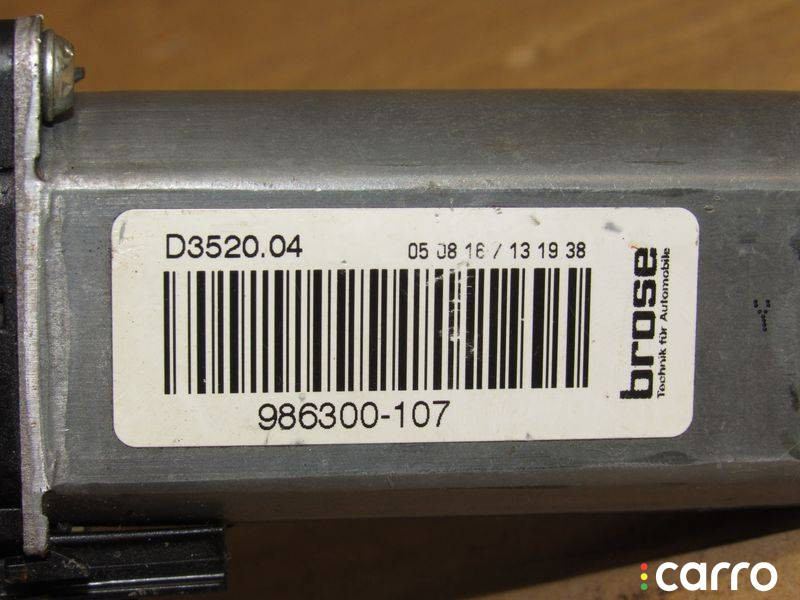 D3520.04
05 08 16 / 13 19 38
986300-107
brose
Technik für Automobile
carro